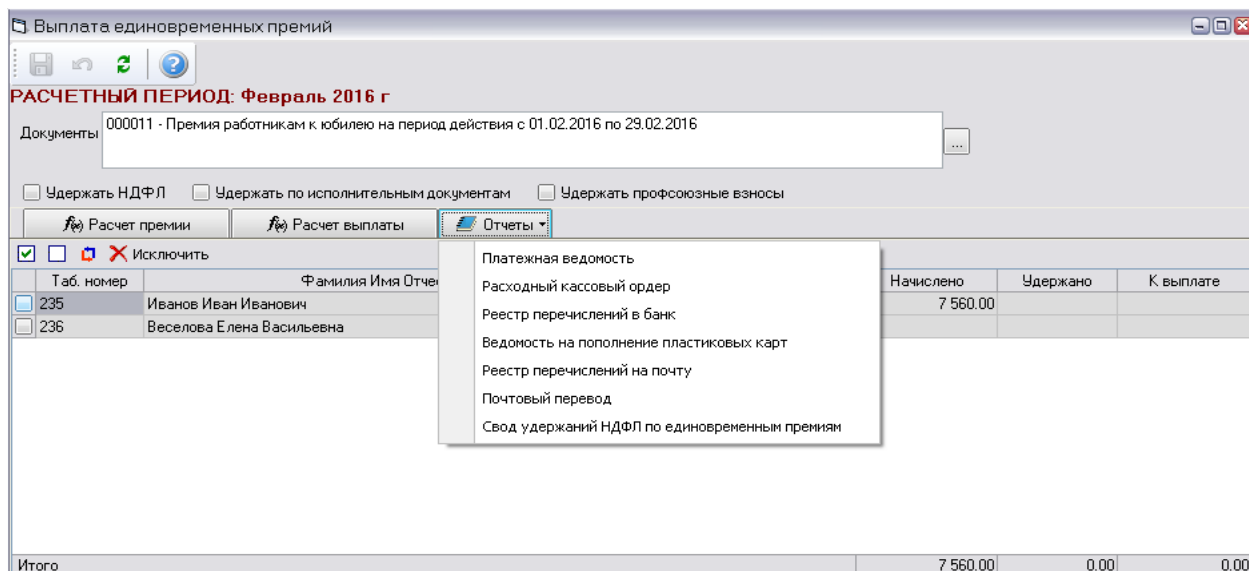 Выплата единовременных премий
РАСЧЕТНЫЙ ПЕРИОД: Февраль 2016 г
Документы 000011 - Премия работникам к юбилею на период действия с 01.02.2016 по 29.02.2016 ...
Удержать НДФЛ Удержать по исполнительным документам Удержать профсоюзные взносы
f(x) Расчет премии f(x) Расчет выплаты Отчеты
Исключить
Таб. номер Фамилия Имя Отче Начислено Удержано К выплате
235 Иванов Иван Иванович 7 560.00
236 Веселова Елена Васильевна
Платежная ведомость
Расходный кассовый ордер
Реестр перечислений в банк
Ведомость на пополнение пластиковых карт
Реестр перечислений на почту
Почтовый перевод
Свод удержаний НДФЛ по единовременным премиям
Итого 7 560.00 0.00 0.00